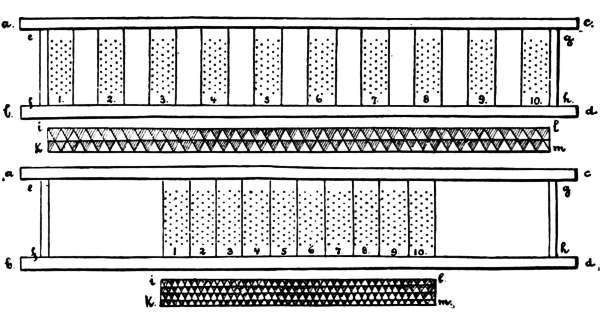 a. c.
e g
1. 2. 3. 4 5 6 7. 8 9. 10.
f h.
b. d
i l
k m
a c
e g
1 2 3 4 5 6 7 8 9 10.
f h
b. d,
i l.
k. m,